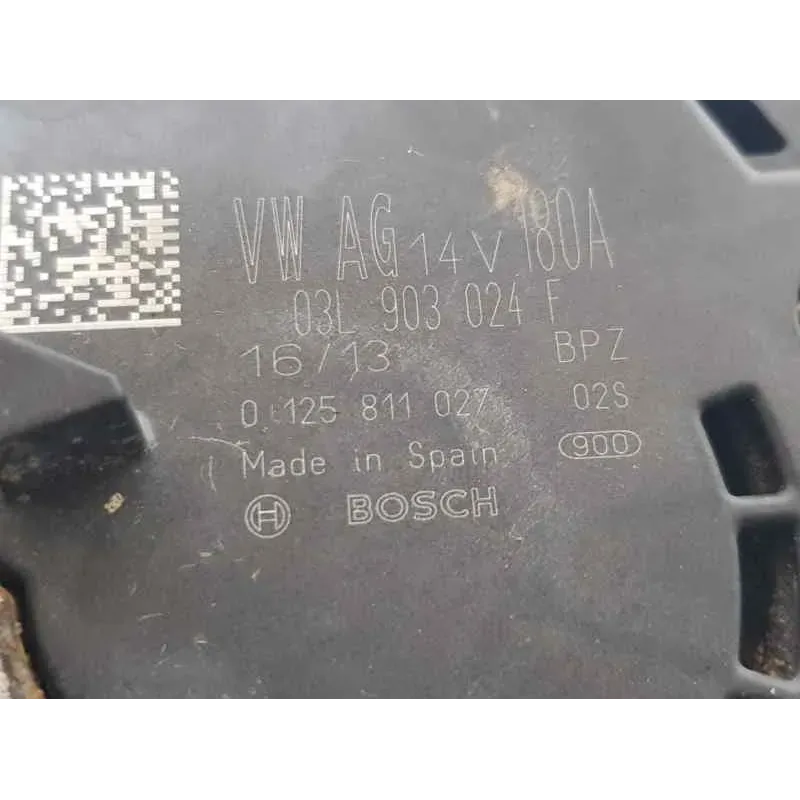 VW AG 14V 180A
03L 903 024 F
16/13 BPZ
0 125 811 027 02S
Made in Spain 900
BOSCH